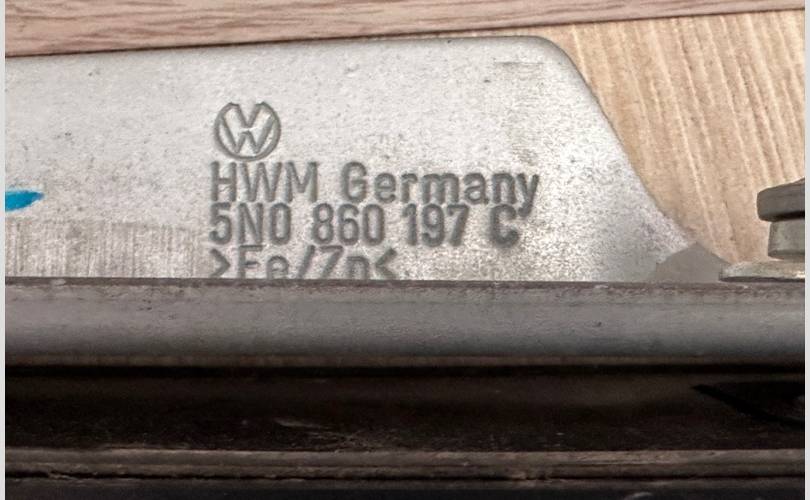 HWM Germany
5N0 860 197 C
>Fe/Zn<